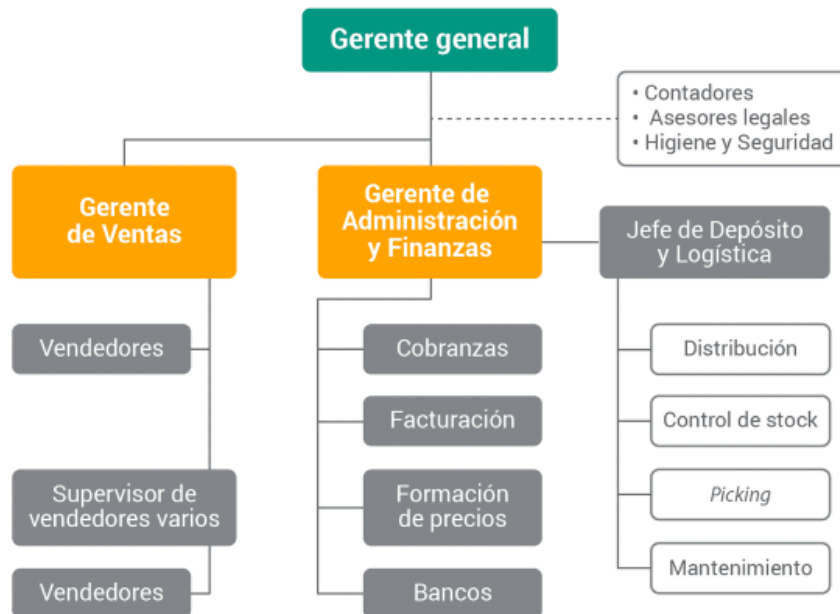 Gerente general
• Contadores
• Asesores legales
• Higiene y Seguridad
Gerente
de Ventas
Gerente de
Administración
y Finanzas
Jefe de Depósito
y Logística
Vendedores
Supervisor de
vendedores varios
Vendedores
Cobranzas
Facturación
Formación
de precios
Bancos
Distribución
Control de stock
Picking
Mantenimiento